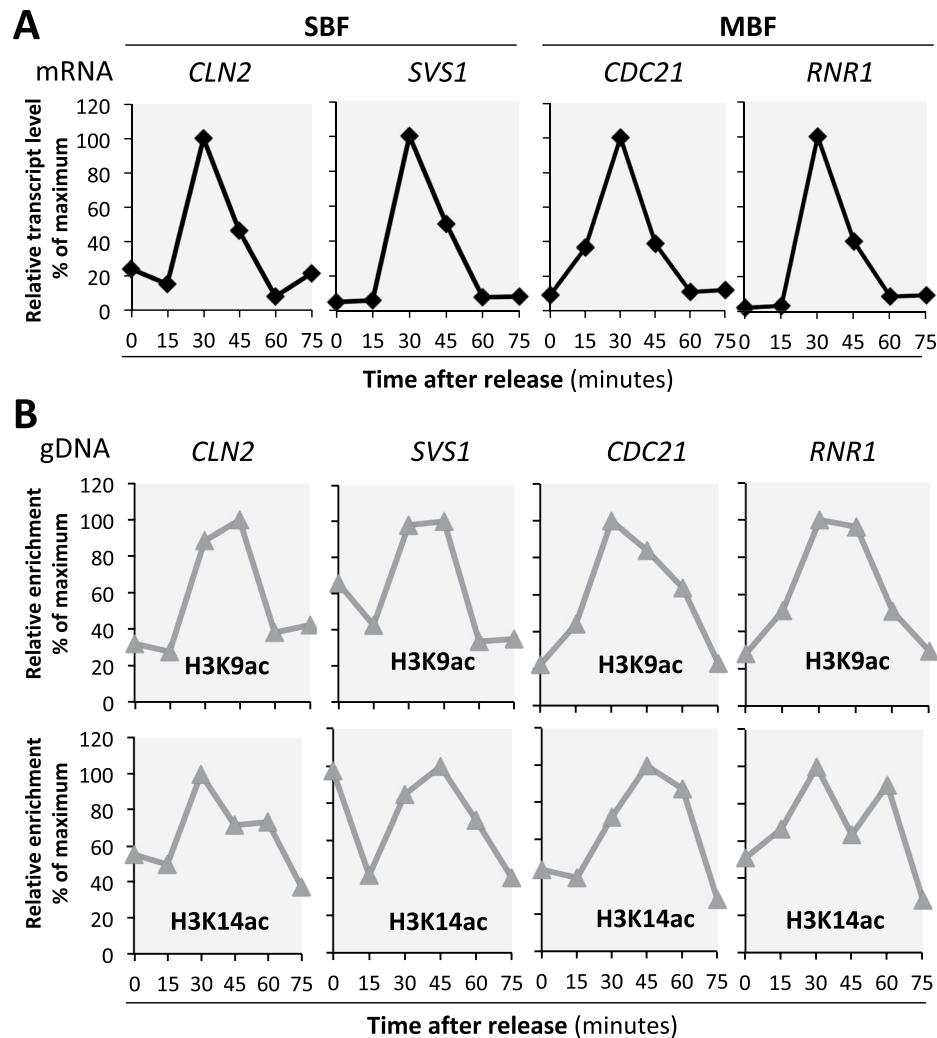 A
SBF MBF
mRNA CLN2 SVS1 CDC21 RNR1
Relative transcript level
% of maximum
120
100
80
60
40
20
0
0 15 30 45 60 75 0 15 30 45 60 75 0 15 30 45 60 75 0 15 30 45 60 75
Time after release (minutes)
B
gDNA CLN2 SVS1 CDC21 RNR1
Relative enrichment
% of maximum
120
100
80
60
40
20
0
H3K9ac H3K9ac H3K9ac H3K9ac
Relative enrichment
% of maximum
120
100
80
60
40
20
0
H3K14ac H3K14ac H3K14ac H3K14ac
0 15 30 45 60 75 0 15 30 45 60 75 0 15 30 45 60 75 0 15 30 45 60 75
Time after release (minutes)